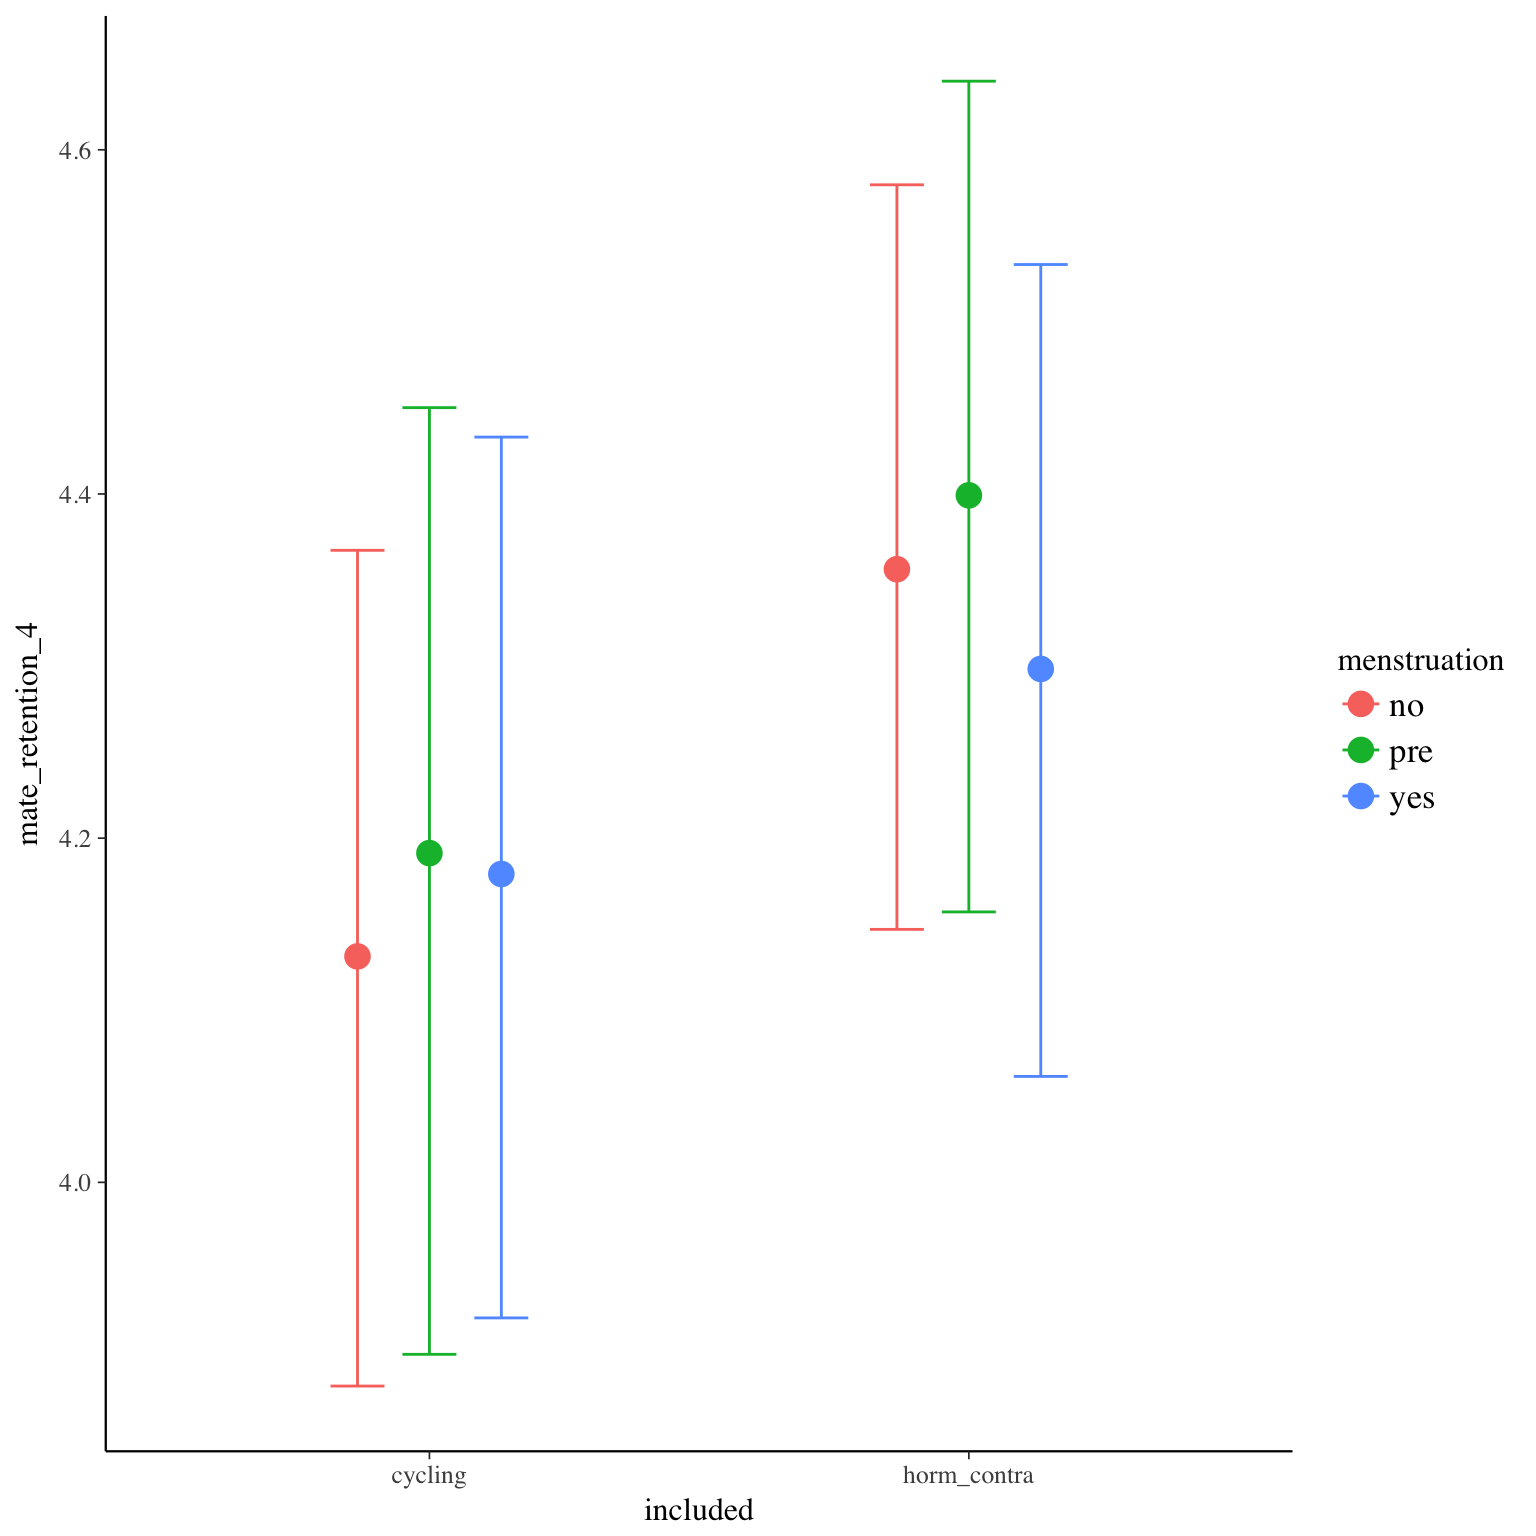 mate_retention_4
4.6
4.4
4.2
4.0
cycling
horm_contra
included
menstruation
no
pre
yes